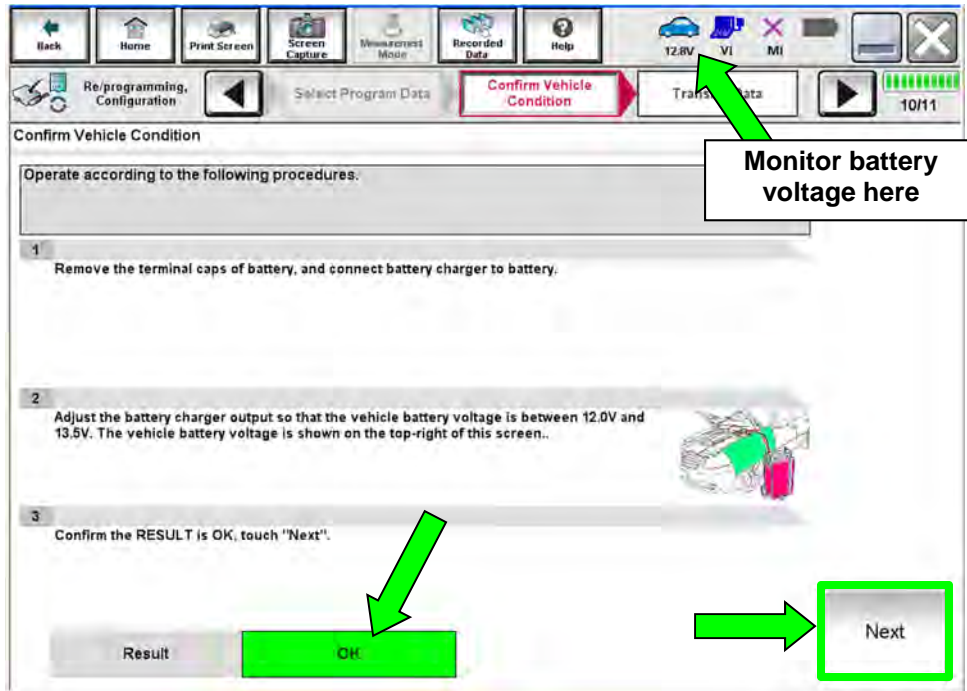 Back
Home
Print Screen
Screen
Capture
Measurement
Mode
Recorded
Data
Help
12.8V
VI
MI
Re/programming,
Configuration
Select Program Data
Confirm Vehicle
Condition
10/11
Confirm Vehicle Condition
Monitor battery
voltage here
Operate according to the following procedures.
1
Remove the terminal caps of battery, and connect battery charger to battery.
2
Adjust the battery charger output so that the vehicle battery voltage is between 12.0V and
13.5V. The vehicle battery voltage is shown on the top-right of this screen..
3
Confirm the RESULT is OK, touch "Next".
Result
OK
Next